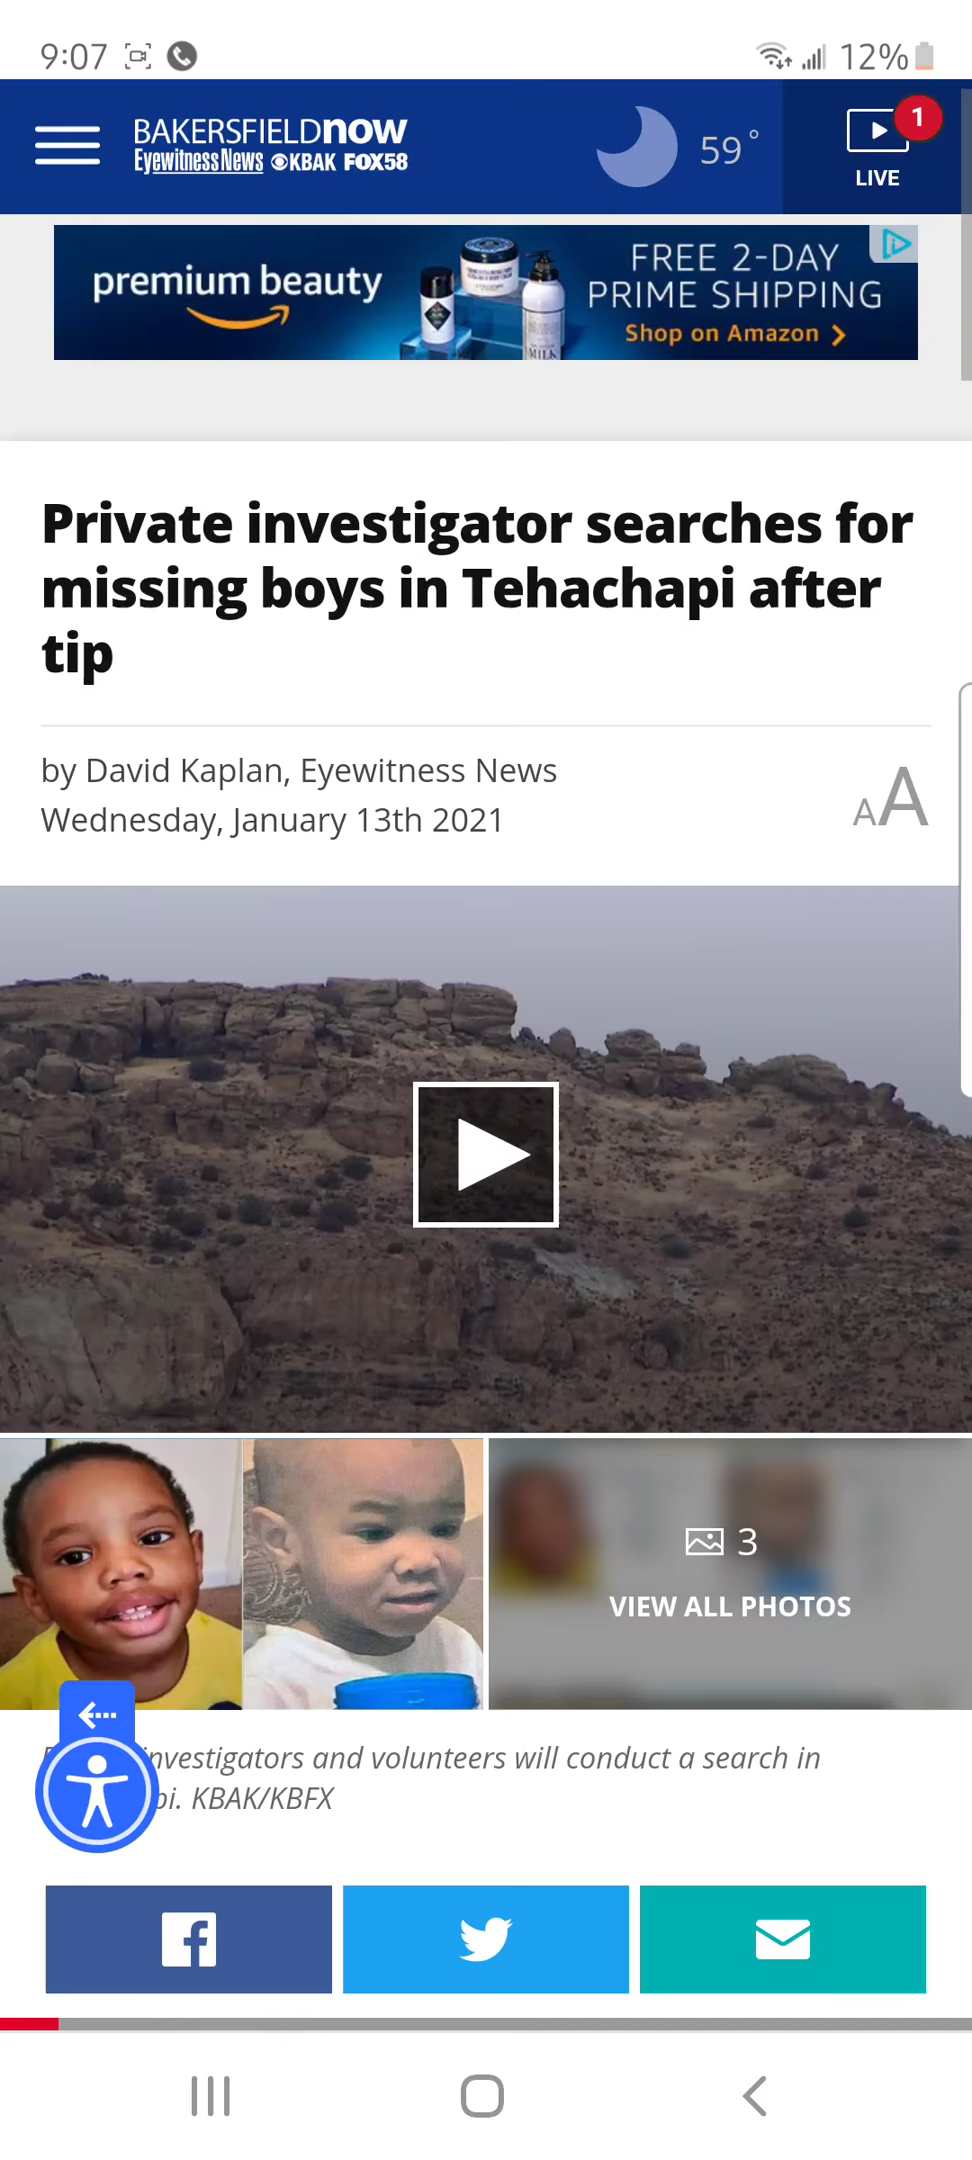 9:07
12%
BAKERSFIELDnow
EyewitnessNews KBAK FOX58
59°
1
LIVE
premium beauty
FREE 2-DAY
PRIME SHIPPING
Shop on Amazon
MILK
Private investigator searches for
missing boys in Tehachapi after
tip
by David Kaplan, Eyewitness News
Wednesday, January 13th 2021
AA
3
VIEW ALL PHOTOS
investigators and volunteers will conduct a search in
pi. KBAK/KBFX